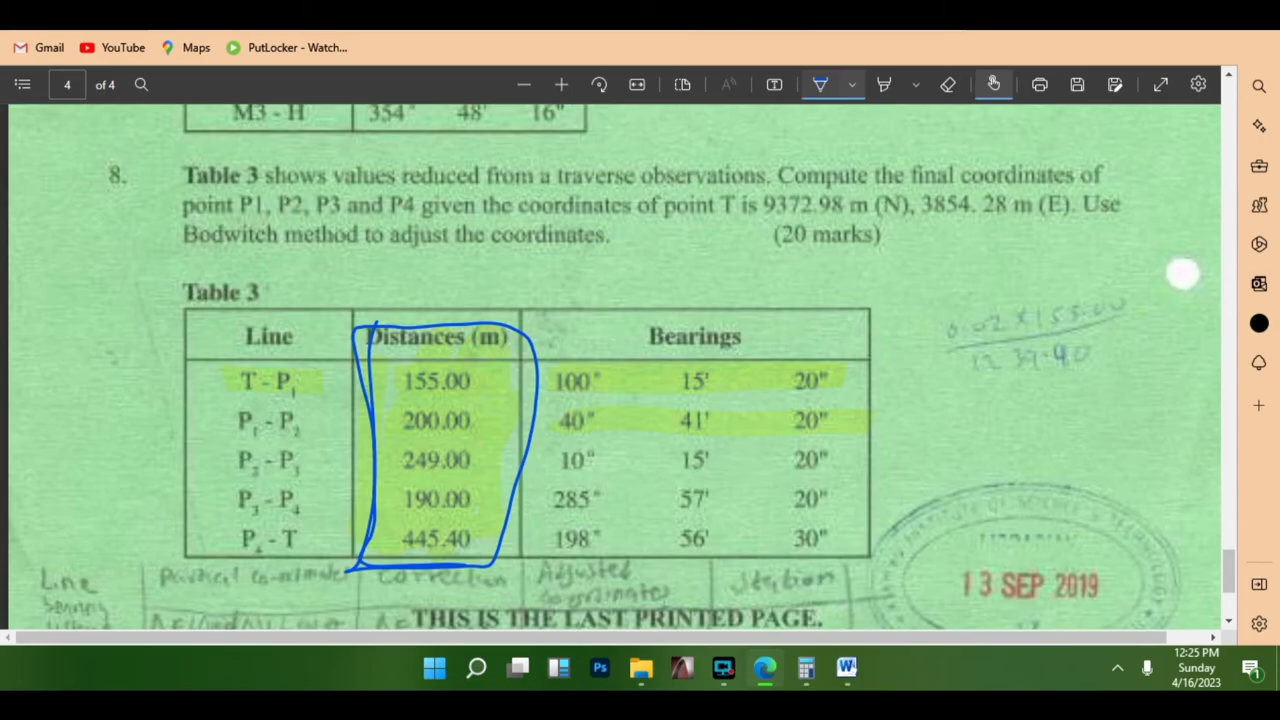 Gmail YouTube Maps PutLocker - Watch...
4 of 4
M3 - H 354° 48' 16"
8. Table 3 shows values reduced from a traverse observations. Compute the final coordinates of
point P1, P2, P3 and P4 given the coordinates of point T is 9372.98 m (N), 3854. 28 m (E). Use
Bodwitch method to adjust the coordinates. (20 marks)
Table 3
0.02 x 155.00
1239.40
Line Distances (m) Bearings
T - P1 155.00 100° 15' 20"
P1 - P2 200.00 40° 41' 20"
P2 - P3 249.00 10° 15' 20"
P3 - P4 190.00 285° 57' 20"
P4 - T 445.40 198° 56' 30"
Line Partial co-ordinates Correction Adjusted Station
bearing coordinates
13 SEP 2019
THIS IS THE LAST PRINTED PAGE.
12:25 PM
Sunday
4/16/2023